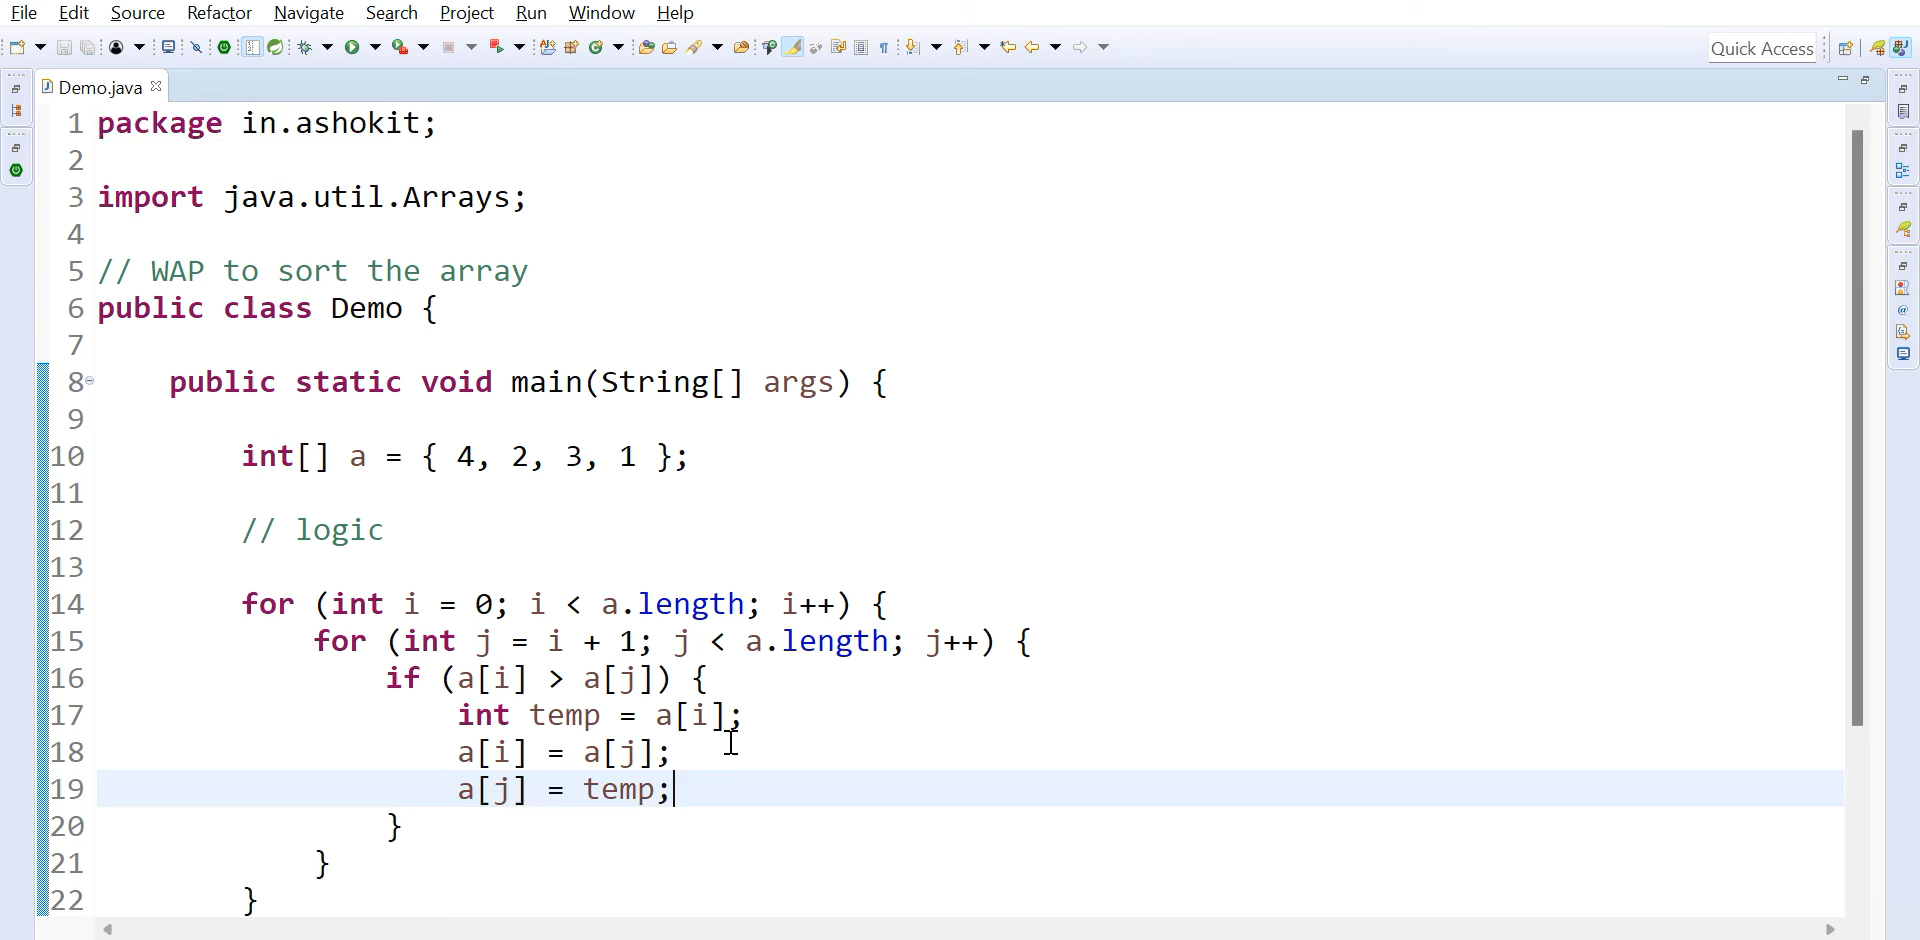 File Edit Source Refactor Navigate Search Project Run Window Help
Quick Access
Demo.java
1 package in.ashokit;
2
3 import java.util.Arrays;
4
5 // WAP to sort the array
6 public class Demo {
7
8 public static void main(String[] args) {
9
10 int[] a = { 4, 2, 3, 1 };
11
12 // logic
13
14 for (int i = 0; i < a.length; i++) {
15 for (int j = i + 1; j < a.length; j++) {
16 if (a[i] > a[j]) {
17 int temp = a[i];
18 a[i] = a[j];
19 a[j] = temp;
20 }
21 }
22 }